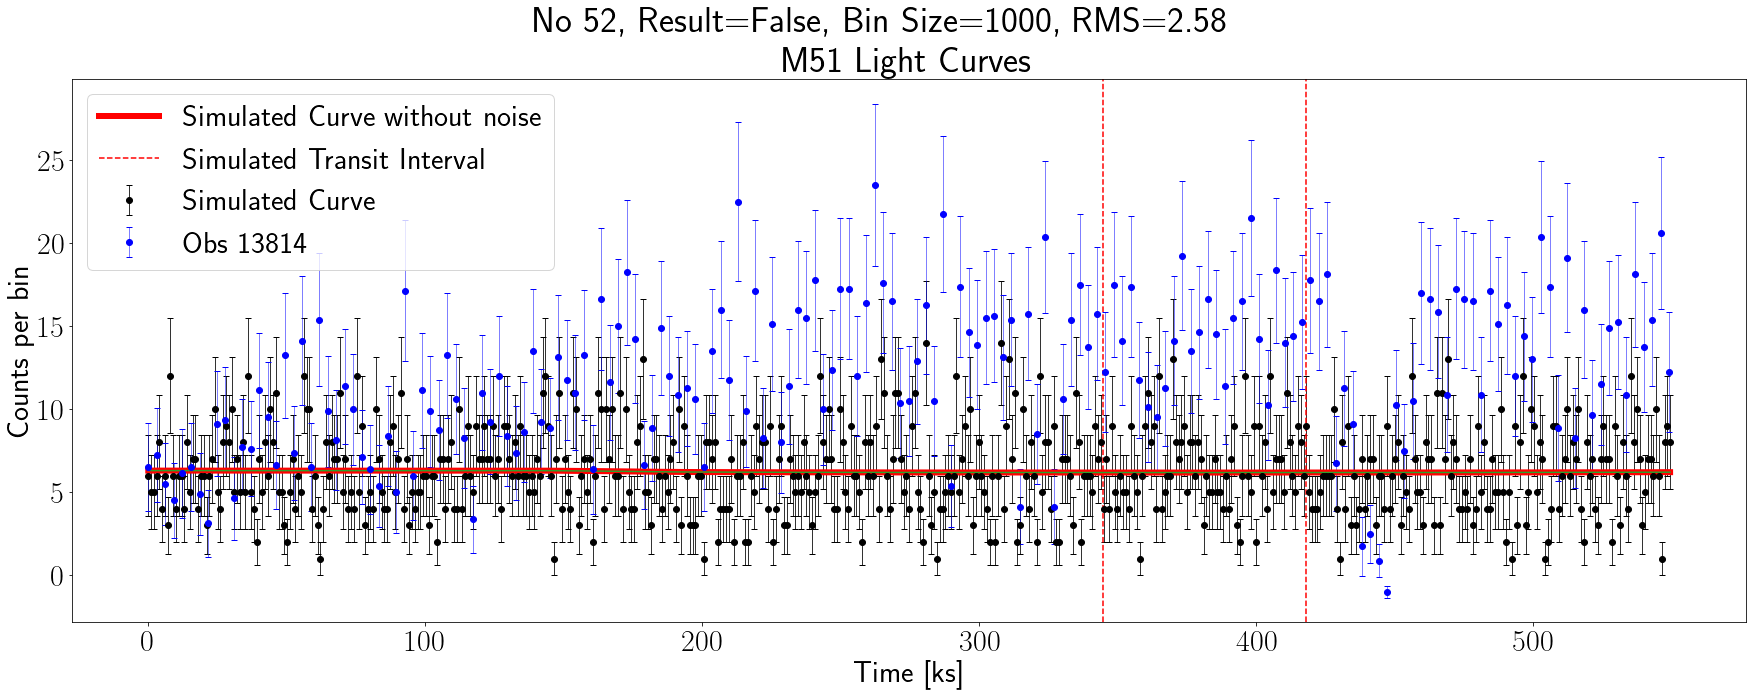 No 52, Result=False, Bin Size=1000, RMS=2.58
M51 Light Curves
Simulated Curve without noise
Simulated Transit Interval
Simulated Curve
Obs 13814
Counts per bin
25
20
15
10
5
0
0 100 200 300 400 500
Time [ks]